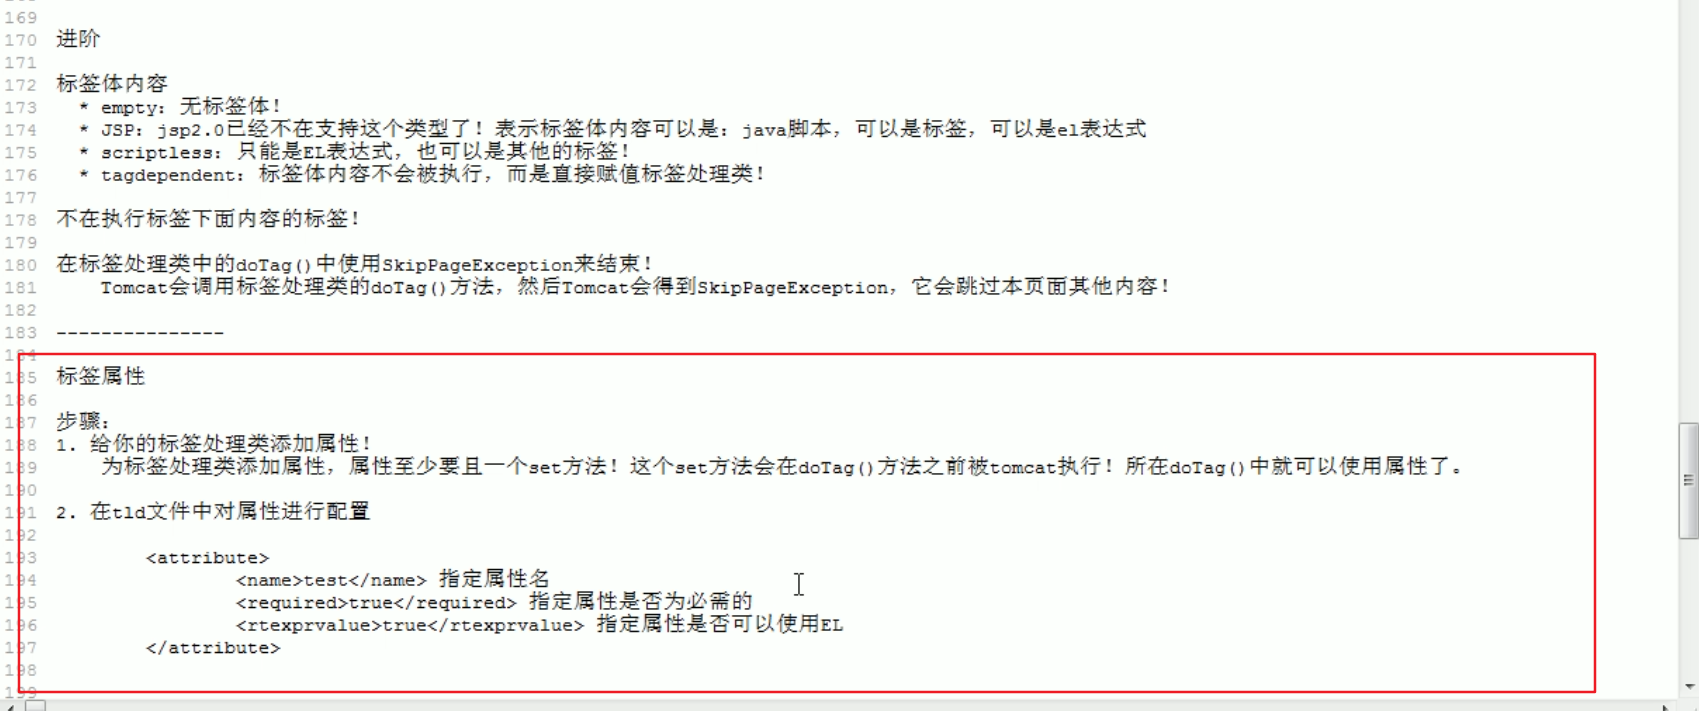 169
170 进阶
171
172 标签体内容
173 * empty：无标签体！
174 * JSP：jsp2.0已经不在支持这个类型了！表示标签体内容可以是：java脚本，可以是标签，可以是el表达式
175 * scriptless：只能是EL表达式，也可以是其他的标签！
176 * tagdependent：标签体内容不会被执行，而是直接赋值标签处理类！
177
178 不在执行标签下面内容的标签！
179
180 在标签处理类中的doTag()中使用SkipPageException来结束！
181 Tomcat会调用标签处理类的doTag()方法，然后Tomcat会得到SkipPageException，它会跳过本页面其他内容！
182
183 ---------------
184
185 标签属性
186
187 步骤：
188 1. 给你的标签处理类添加属性！
189 为标签处理类添加属性，属性至少要且一个set方法！这个set方法会在doTag()方法之前被tomcat执行！所在doTag()中就可以使用属性了。
190
191 2. 在tld文件中对属性进行配置
192
193 <attribute>
194 <name>test</name> 指定属性名
195 <required>true</required> 指定属性是否为必需的
196 <rtexprvalue>true</rtexprvalue> 指定属性是否可以使用EL
197 </attribute>
198
199